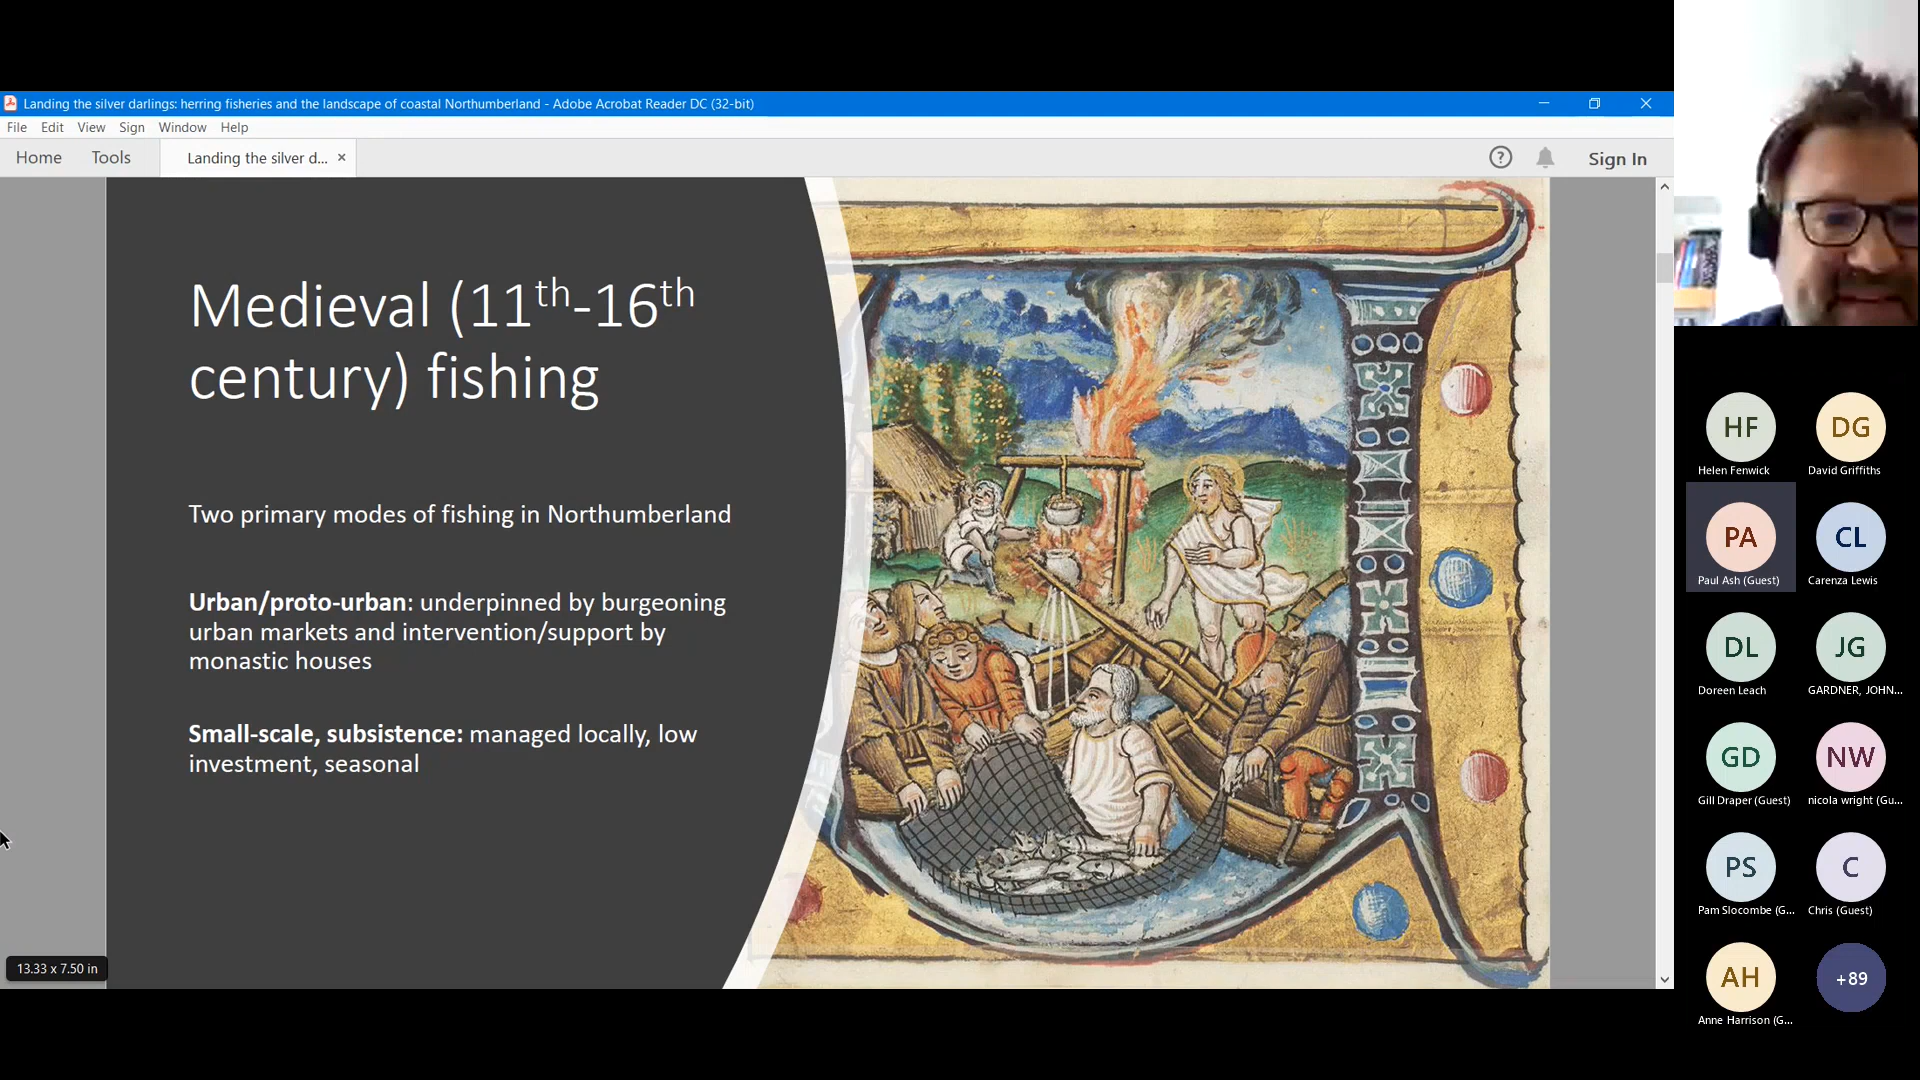 Landing the silver darlings: herring fisheries and the landscape of coastal Northumberland - Adobe Acrobat Reader DC (32-bit)
File Edit View Sign Window Help
Home Tools Landing the silver d... × Sign In
Medieval (11th-16th
century) fishing
Two primary modes of fishing in Northumberland
Urban/proto-urban: underpinned by burgeoning
urban markets and intervention/support by
monastic houses
Small-scale, subsistence: managed locally, low
investment, seasonal
13.33 x 7.50 in
HF DG
Helen Fenwick David Griffiths
PA CL
Paul Ash (Guest) Carenza Lewis
DL JG
Doreen Leach GARDNER, JOHN...
GD NW
Gill Draper (Guest) nicola wright (Gu...
PS C
Pam Slocombe (G... Chris (Guest)
AH +89
Anne Harrison (G...